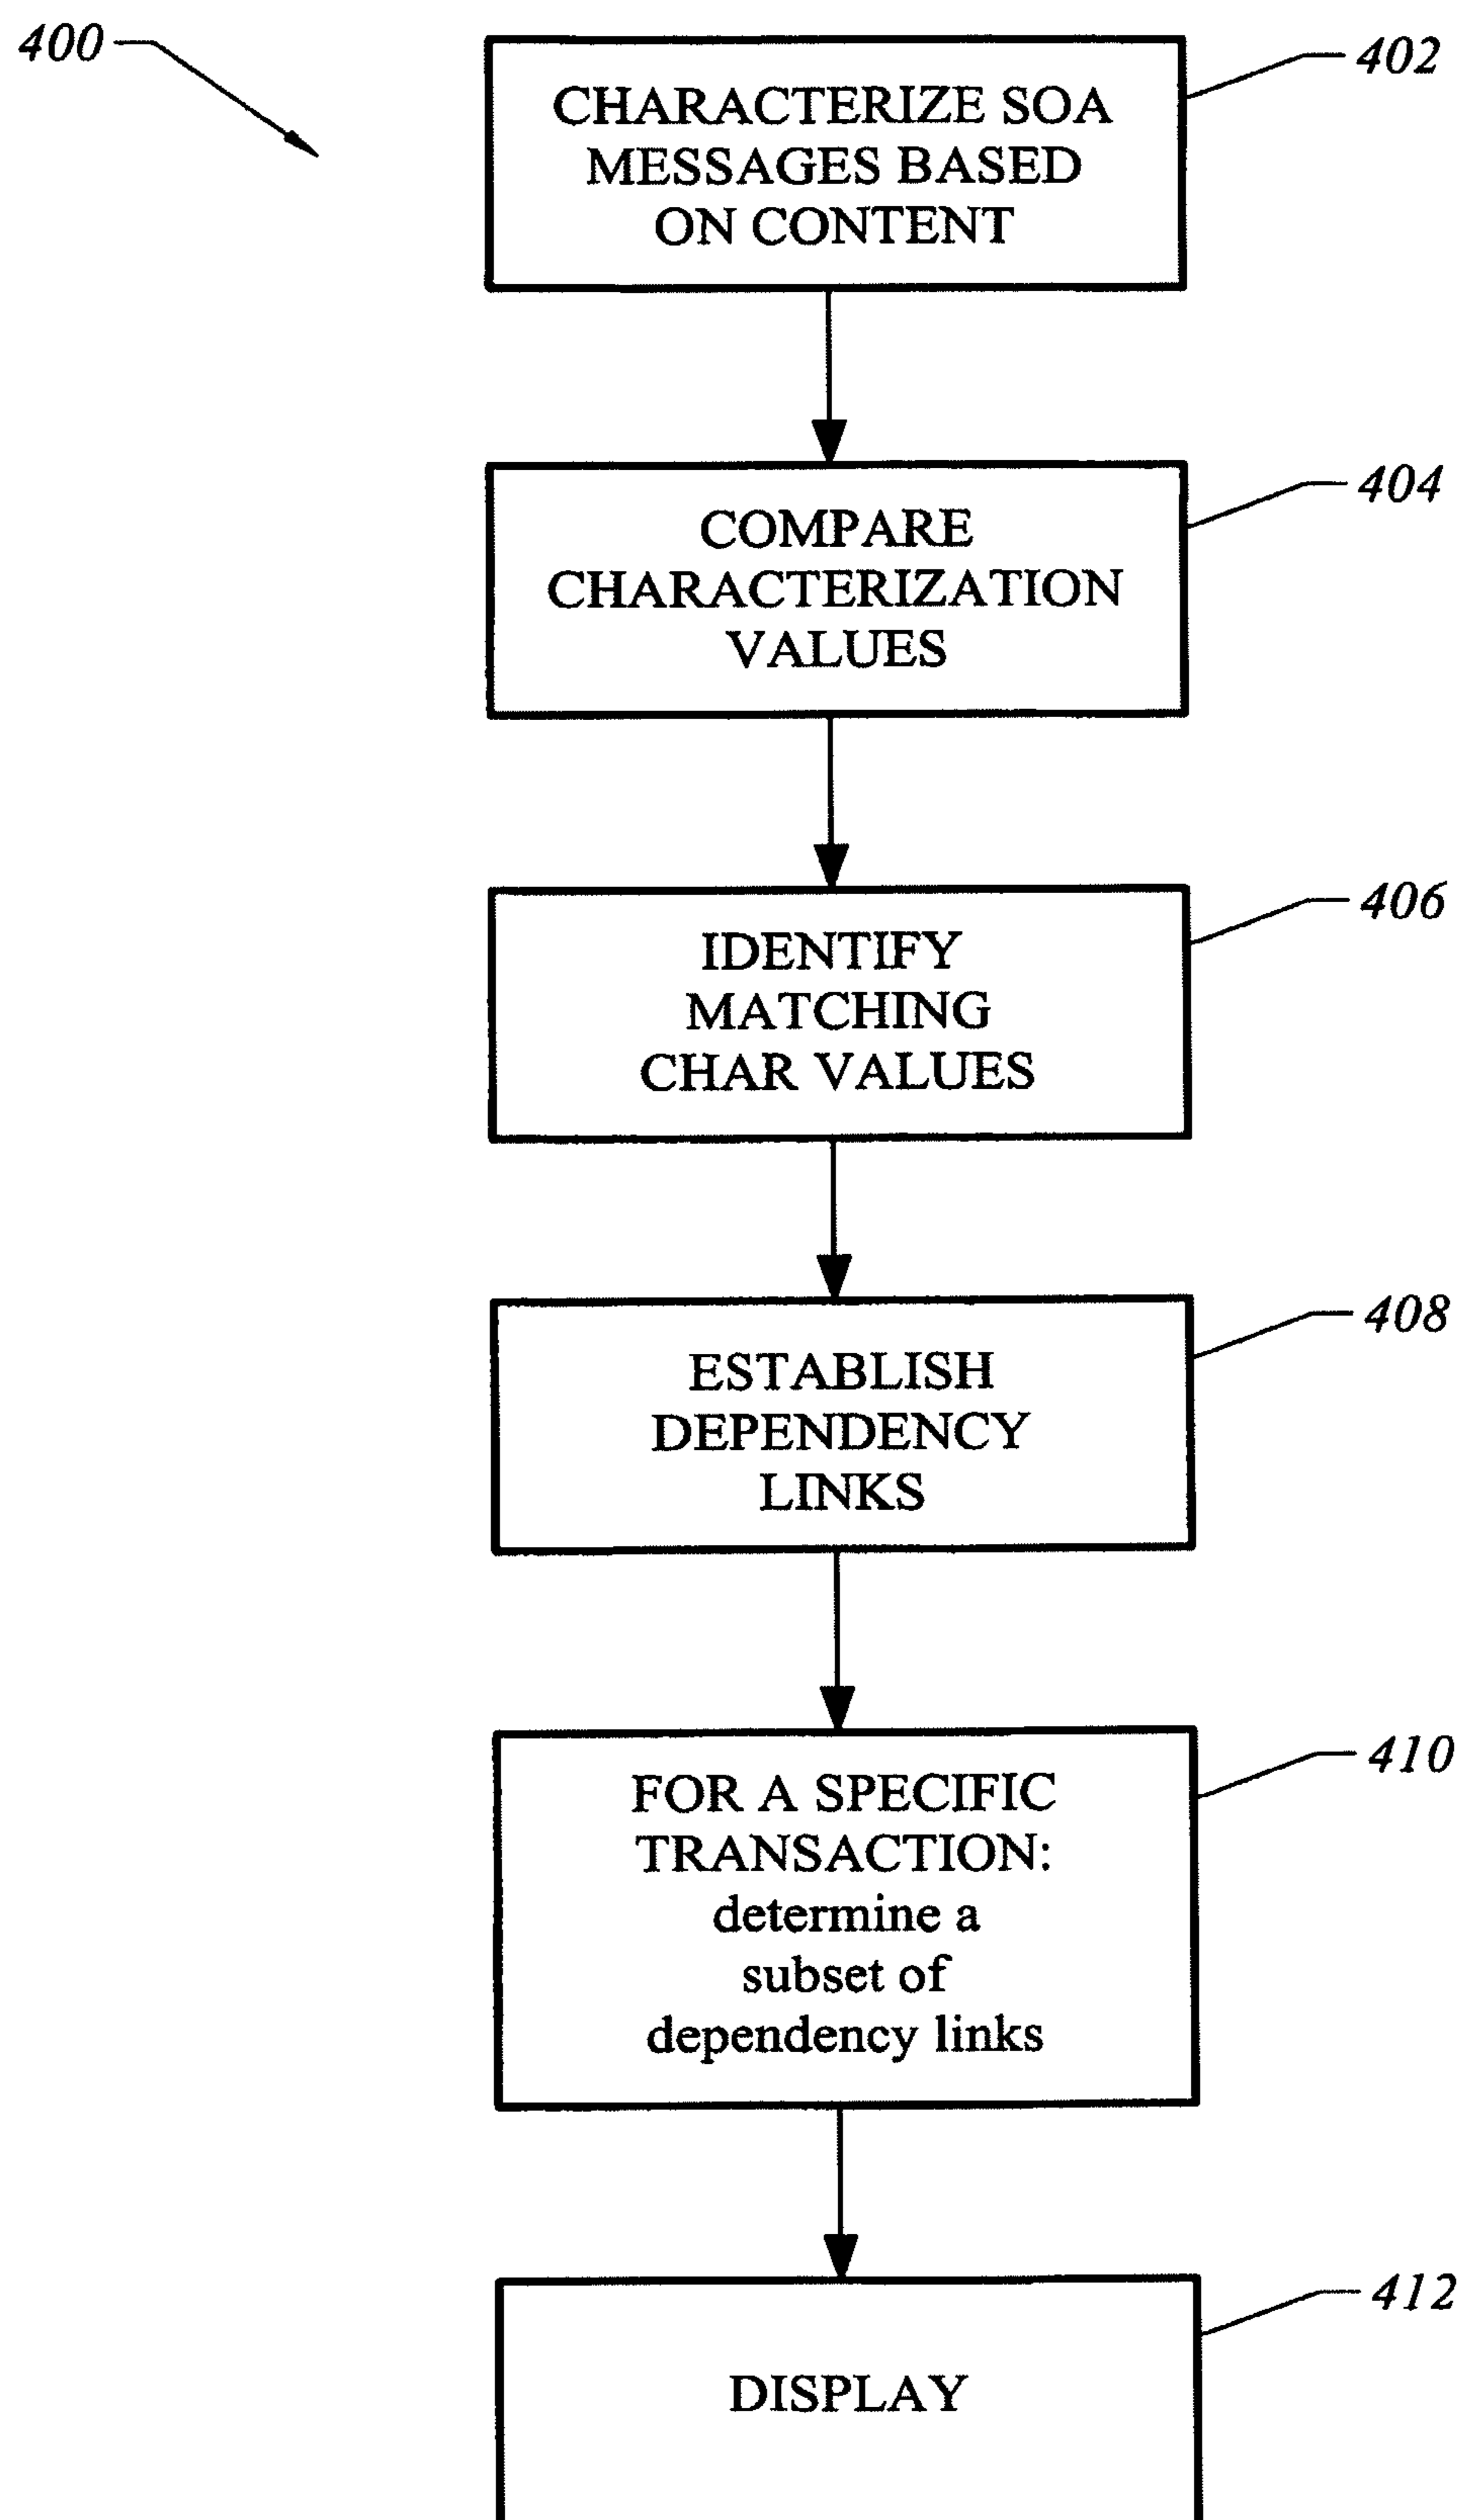 400
402
CHARACTERIZE SOA
MESSAGES BASED
ON CONTENT
404
COMPARE
CHARACTERIZATION
VALUES
406
IDENTIFY
MATCHING
CHAR VALUES
408
ESTABLISH
DEPENDENCY
LINKS
410
FOR A SPECIFIC
TRANSACTION:
determine a
subset of
dependency links
412
DISPLAY